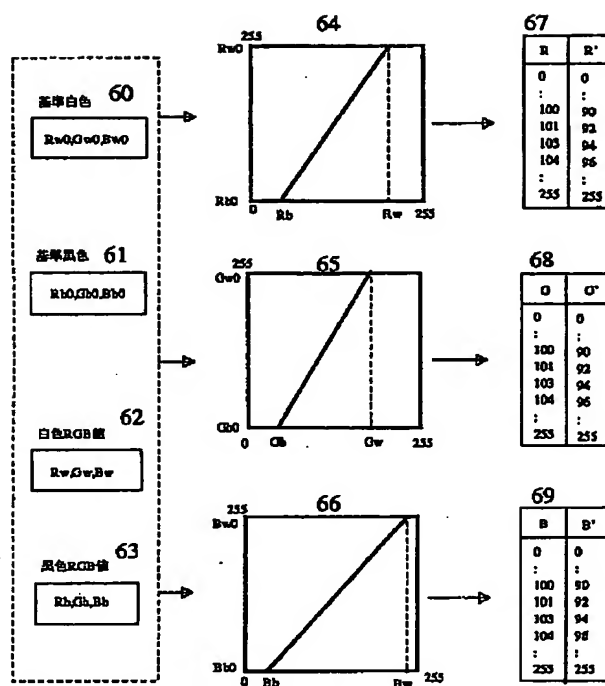 60
基準白色
Rw0,Gw0,Bw0
61
基準黒色
Rb0,Gb0,Bb0
62
白色RGB値
Rw,Gw,Bw
63
黒色RGB値
Rb,Gb,Bb
64
255
Rw0
Rb0
0
Rb
Rw
255
65
255
Gw0
Gb0
0
Gb
Gw
255
66
255
Bw0
Bb0
0
Bb
Bw
255
67
R R'
0 0
: :
100 90
101 92
103 94
104 96
: :
255 255
68
G G'
0 0
: :
100 90
101 92
103 94
104 96
: :
255 255
69
B B'
0 0
: :
100 90
101 92
103 94
104 96
: :
255 255